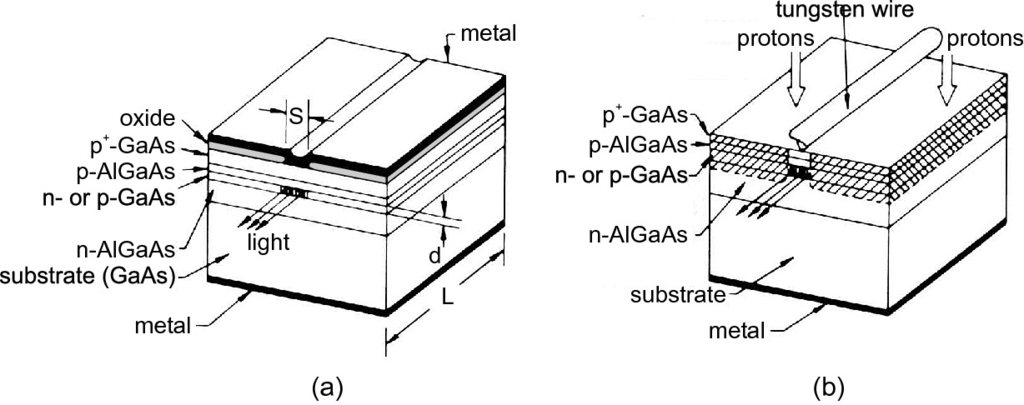 metal
S
oxide
p⁺-GaAs
p-AlGaAs
n- or p-GaAs
n-AlGaAs
light
substrate (GaAs)
d
L
metal
(a)
tungsten wire
protons
protons
p⁺-GaAs
p-AlGaAs
n- or p-GaAs
n-AlGaAs
substrate
metal
(b)